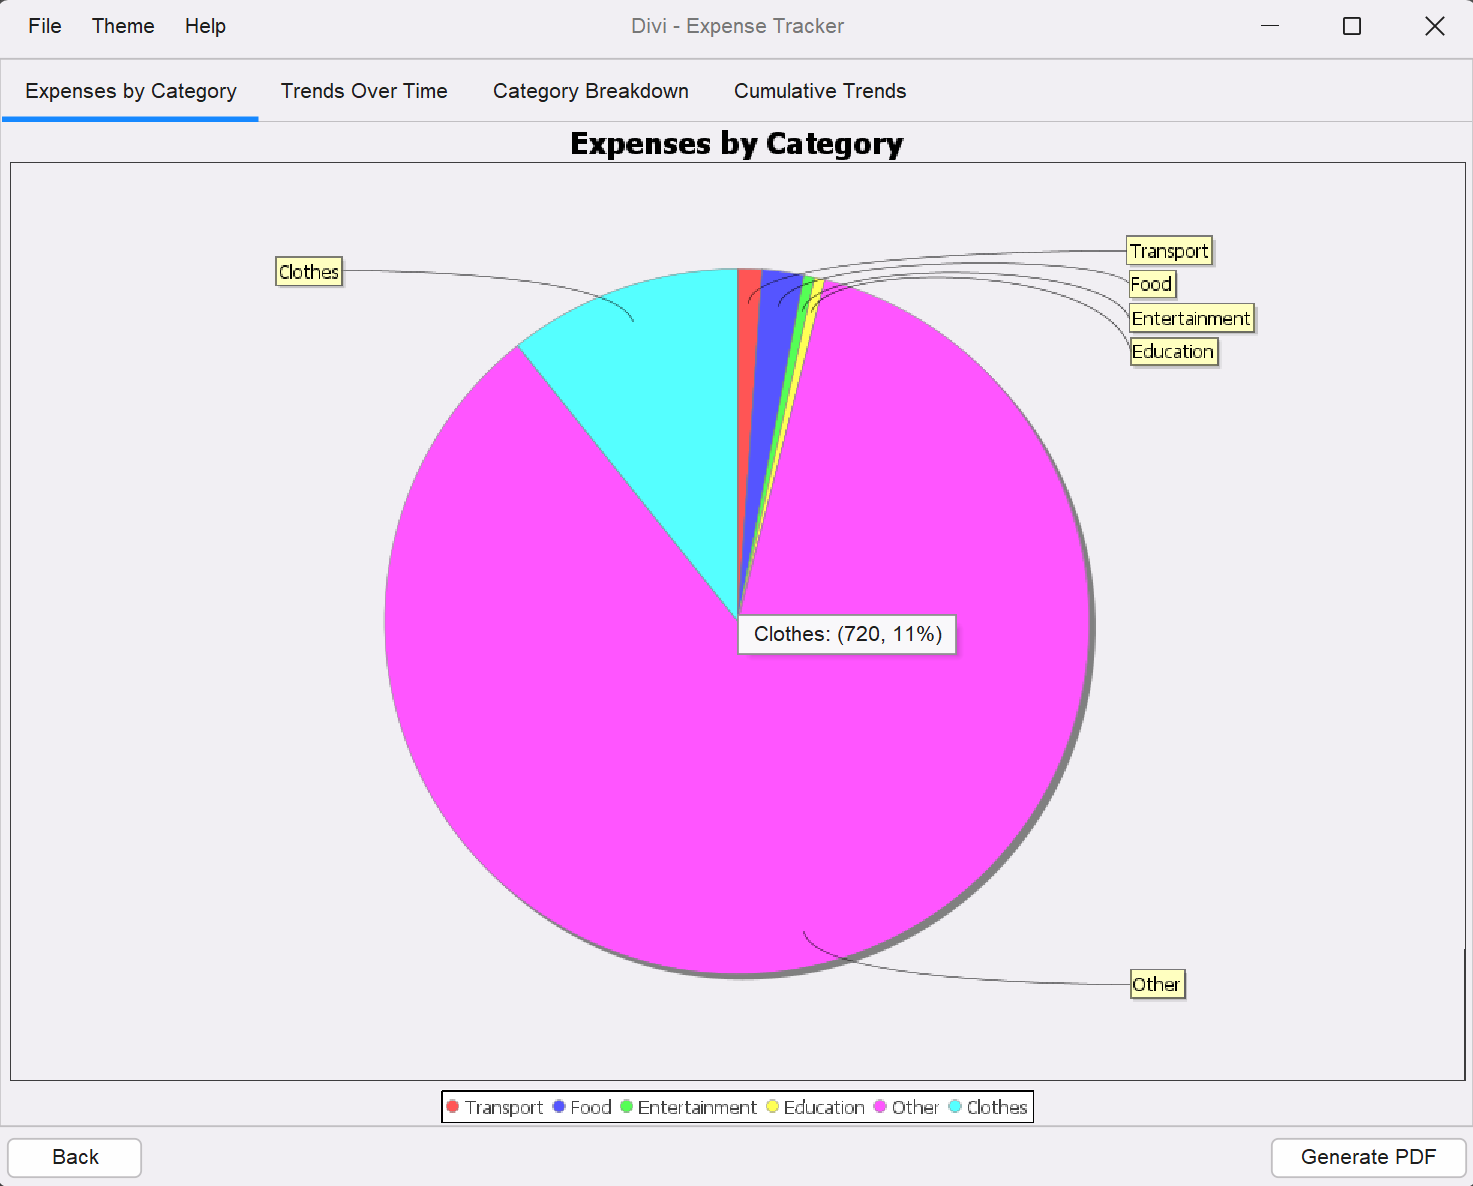 File Theme Help Divi - Expense Tracker
Expenses by Category Trends Over Time Category Breakdown Cumulative Trends
Expenses by Category
Transport
Clothes
Food
Entertainment
Education
Clothes: (720, 11%)
Other
Transport Food Entertainment Education Other Clothes
Back Generate PDF